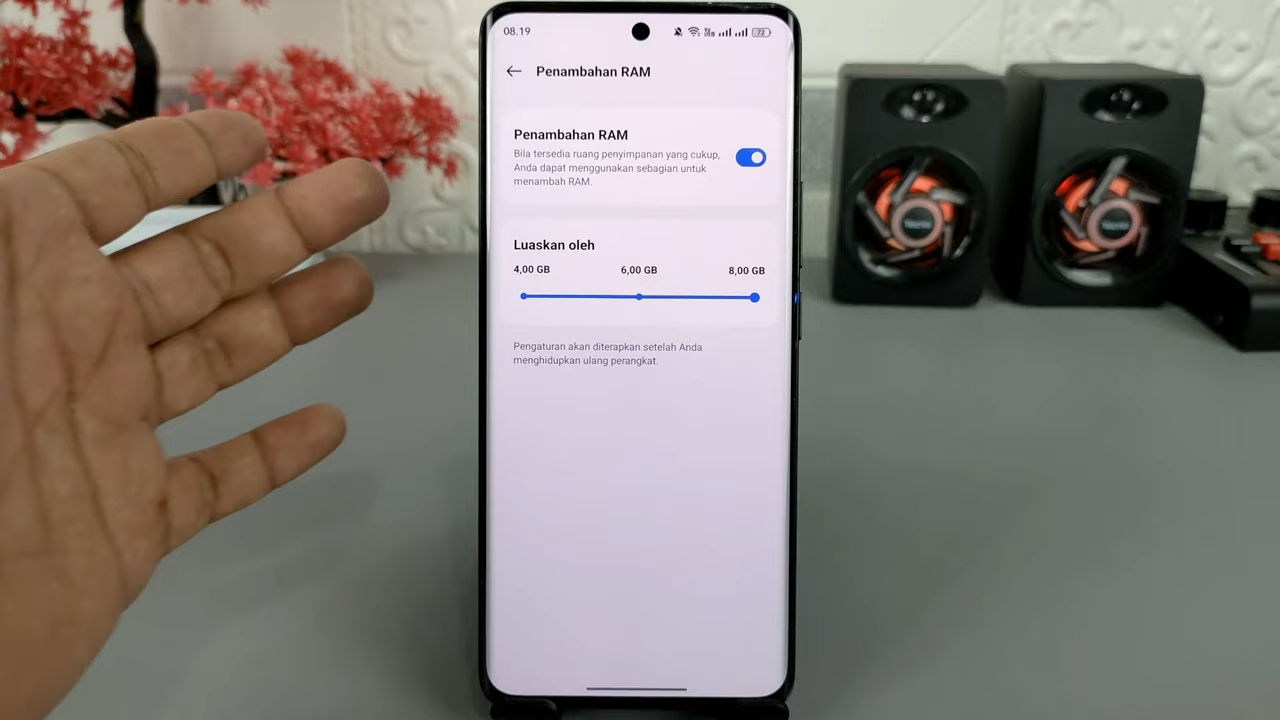 08.19
72
Penambahan RAM
Penambahan RAM
Bila tersedia ruang penyimpanan yang cukup,
Anda dapat menggunakan sebagian untuk
menambah RAM.
Luaskan oleh
4,00 GB 6,00 GB 8,00 GB
Pengaturan akan diterapkan setelah Anda
menghidupkan ulang perangkat.